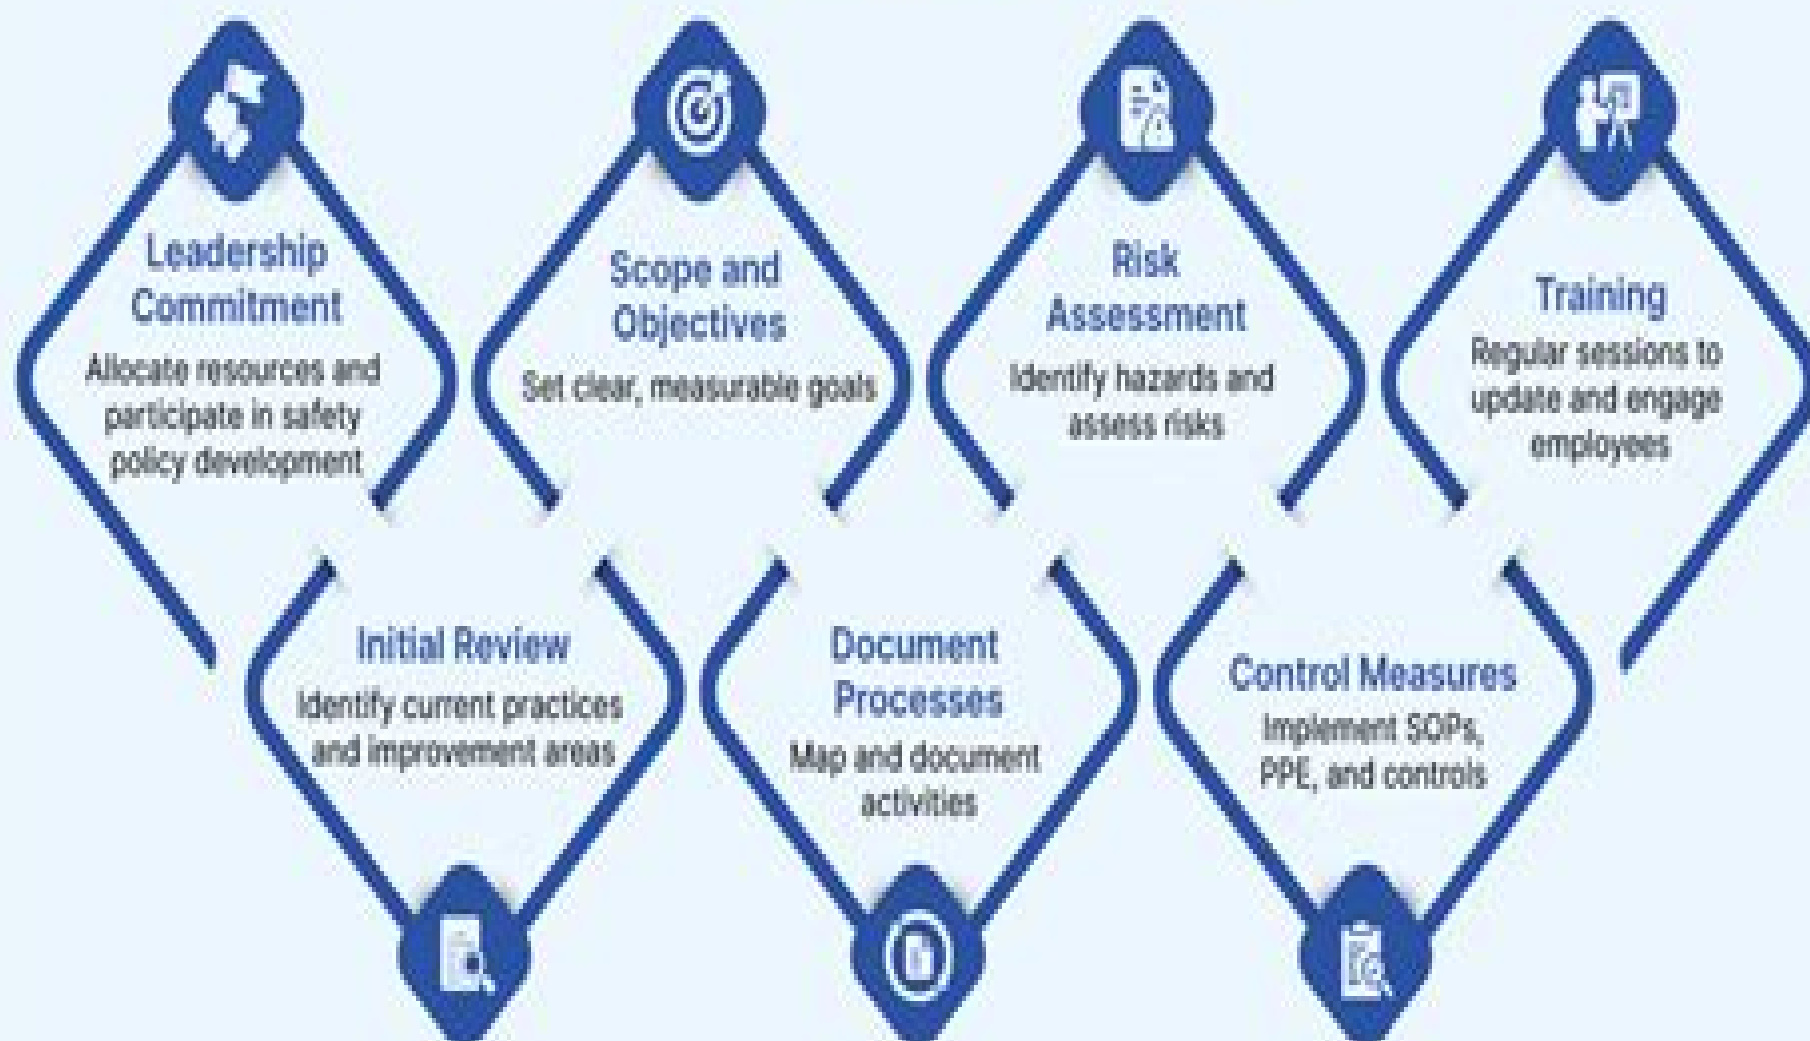 Leadership
Commitment
Allocate resources and
participate in safety
policy development
Initial Review
Identify current practices
and improvement areas
Scope and
Objectives
Set clear, measurable goals
Document
Processes
Map and document
activities
Risk
Assessment
Identify hazards and
assess risks
Control Measures
Implement SOPs,
PPE, and controls
Training
Regular sessions to
update and engage
employees